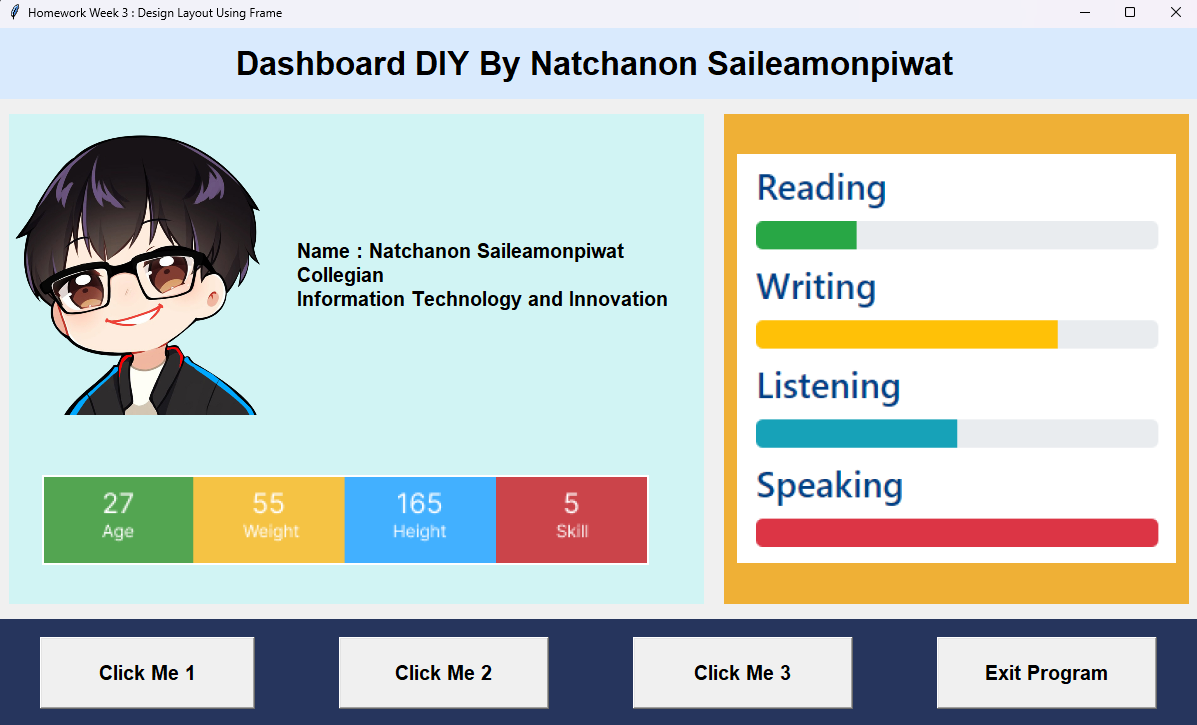 Homework Week 3 : Design Layout Using Frame
Dashboard DIY By Natchanon Saileamonpiwat
Name : Natchanon Saileamonpiwat
Collegian
Information Technology and Innovation
27
Age
55
Weight
165
Height
5
Skill
Reading
Writing
Listening
Speaking
Click Me 1
Click Me 2
Click Me 3
Exit Program